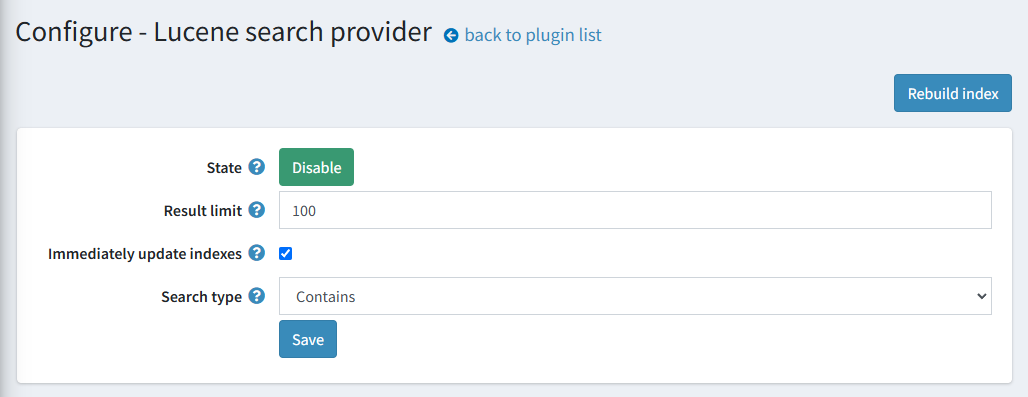 Configure - Lucene search provider back to plugin list
Rebuild index
State Disable
Result limit 100
Immediately update indexes
Search type Contains
Save